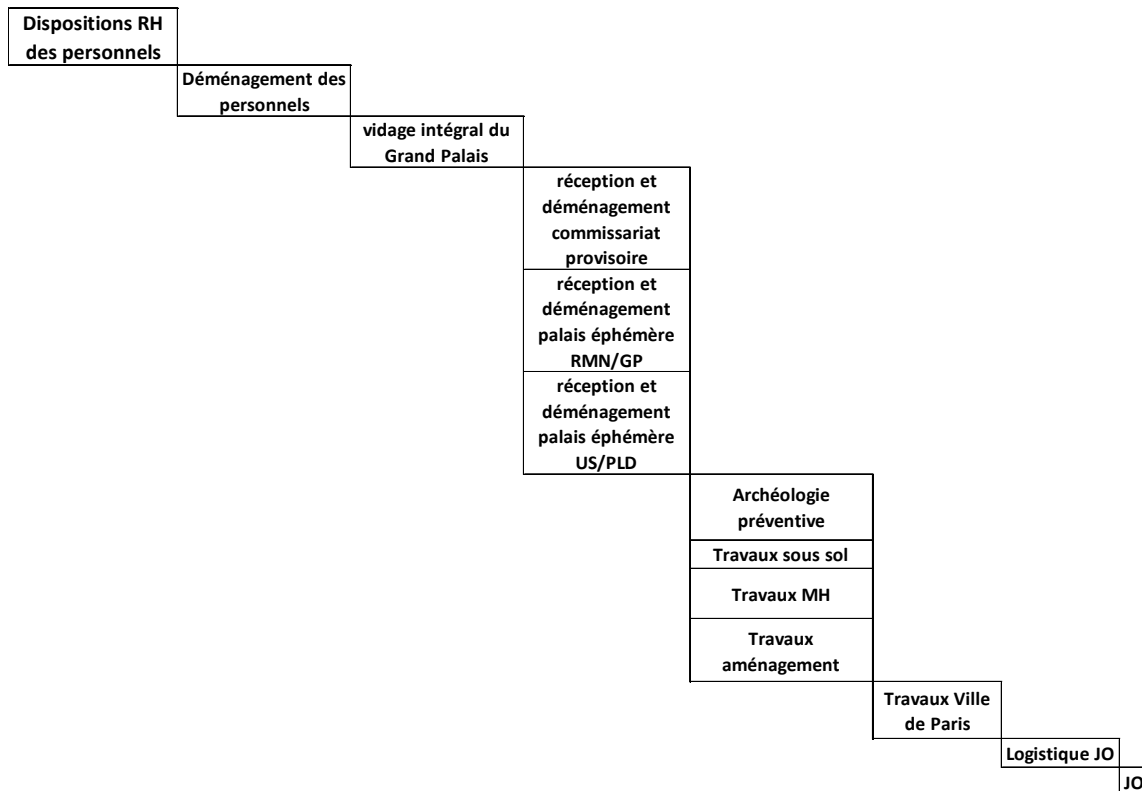 Dispositions RH
des personnels
Déménagement des
personnels
vidage intégral du
Grand Palais
réception et
déménagement
commissariat
provisoire
réception et
déménagement
palais éphémère
RMN/GP
réception et
déménagement
palais éphémère
US/PLD
Archéologie
préventive
Travaux sous sol
Travaux MH
Travaux
aménagement
Travaux Ville
de Paris
Logistique JO
JO